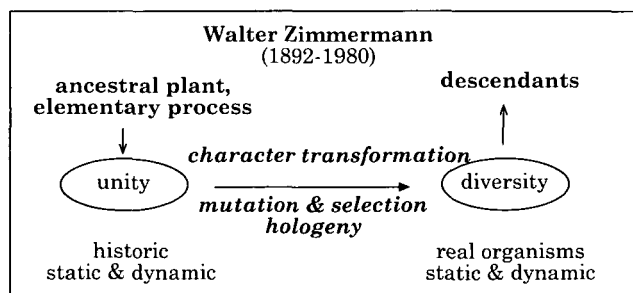 Walter Zimmermann
(1892-1980)
ancestral plant,
elementary process
descendants
character transformation
unity
diversity
mutation & selection
hologeny
historic
static & dynamic
real organisms
static & dynamic